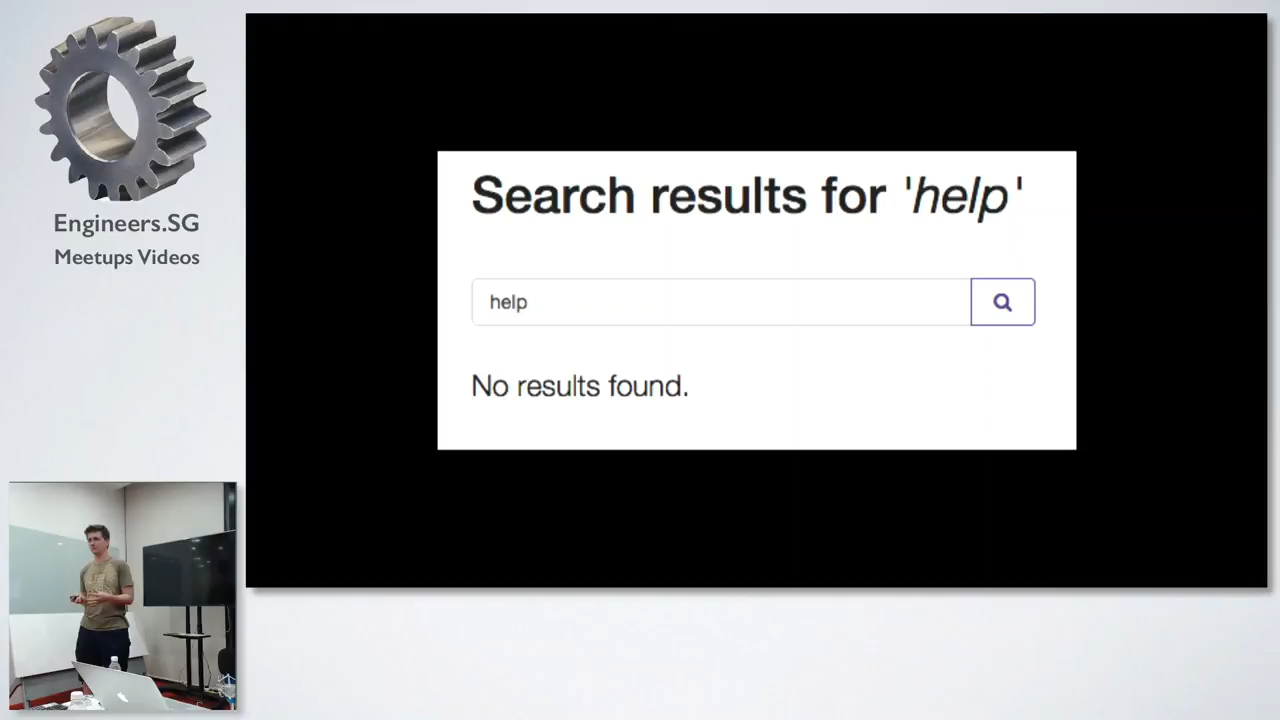 Engineers.SG
Meetups Videos
Search results for 'help'
help
No results found.